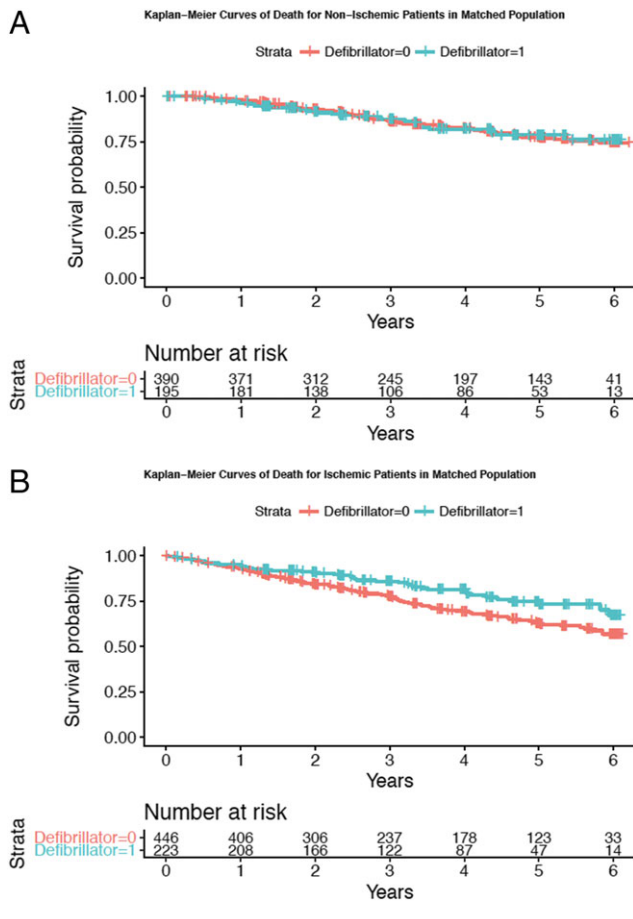 A
Kaplan–Meier Curves of Death for Non–Ischemic Patients in Matched Population
Strata Defibrillator=0 Defibrillator=1
1.00
0.75
0.50
0.25
0.00
Survival probability
0 1 2 3 4 5 6
Years
Number at risk
Strata
Defibrillator=0 390 371 312 245 197 143 41
Defibrillator=1 195 181 138 106 86 53 13
0 1 2 3 4 5 6
Years
B
Kaplan–Meier Curves of Death for Ischemic Patients in Matched Population
Strata Defibrillator=0 Defibrillator=1
1.00
0.75
0.50
0.25
0.00
Survival probability
0 1 2 3 4 5 6
Years
Number at risk
Strata
Defibrillator=0 446 406 306 237 178 123 33
Defibrillator=1 223 208 166 122 87 47 14
0 1 2 3 4 5 6
Years